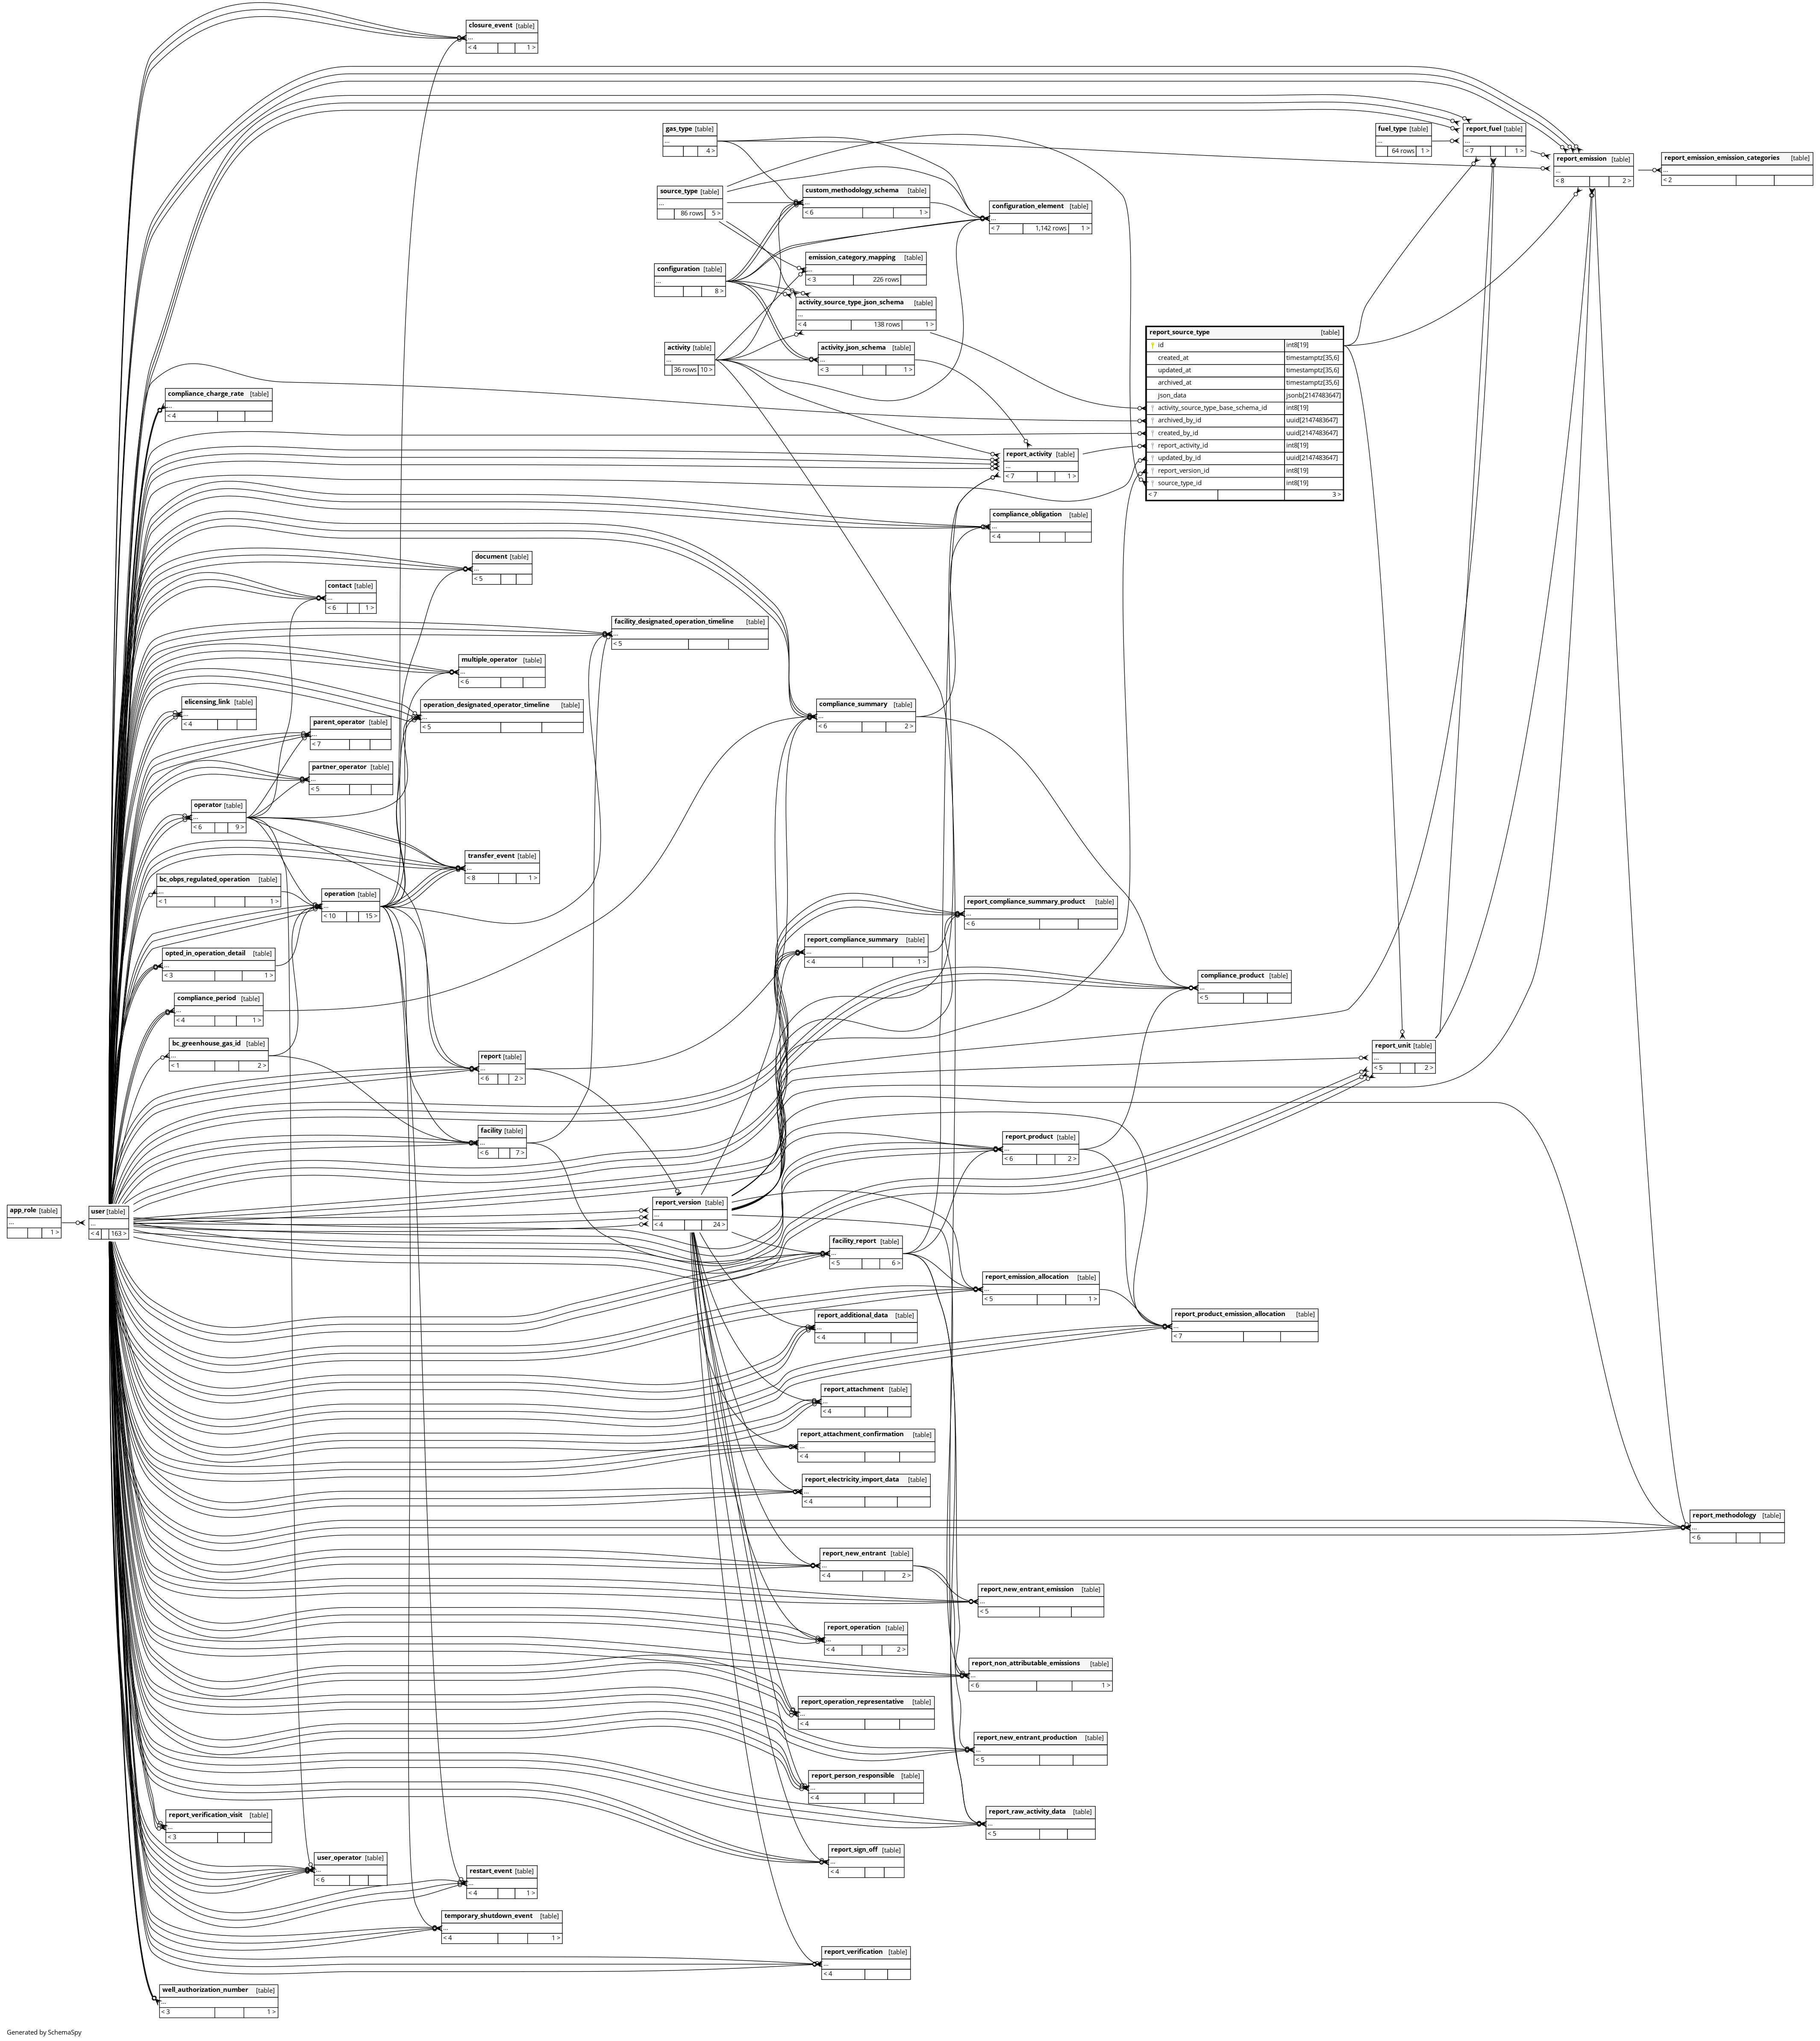 closure_event [table]
...
< 4 1 >
gas_type [table]
...
4 >
fuel_type [table]
...
64 rows 1 >
report_fuel [table]
...
< 7 1 >
report_emission [table]
...
< 8 2 >
report_emission_emission_categories [table]
...
< 2
source_type [table]
...
86 rows 5 >
custom_methodology_schema [table]
...
< 6 1 >
configuration_element [table]
...
< 7 1,142 rows 1 >
emission_category_mapping [table]
...
< 3 226 rows
configuration [table]
...
8 >
activity_source_type_json_schema [table]
...
< 4 138 rows 1 >
report_source_type [table]
id int8[19]
created_at timestamptz[35,6]
updated_at timestamptz[35,6]
archived_at timestamptz[35,6]
json_data jsonb[2147483647]
activity_source_type_base_schema_id int8[19]
archived_by_id uuid[2147483647]
created_by_id uuid[2147483647]
report_activity_id int8[19]
updated_by_id uuid[2147483647]
report_version_id int8[19]
source_type_id int8[19]
< 7 3 >
activity [table]
...
36 rows 10 >
activity_json_schema [table]
...
< 3 1 >
compliance_charge_rate [table]
...
< 4
report_activity [table]
...
< 7 1 >
compliance_obligation [table]
...
< 4
document [table]
...
< 5
contact [table]
...
< 6 1 >
facility_designated_operation_timeline [table]
...
< 5
multiple_operator [table]
...
< 6
elicensing_link [table]
...
< 4
operation_designated_operator_timeline [table]
...
< 5
compliance_summary [table]
...
< 6 2 >
parent_operator [table]
...
< 7
partner_operator [table]
...
< 5
operator [table]
...
< 6 9 >
transfer_event [table]
...
< 8 1 >
bc_obps_regulated_operation [table]
...
< 1 1 >
operation [table]
...
< 10 15 >
report_compliance_summary_product [table]
...
< 6
report_compliance_summary [table]
...
< 4 1 >
opted_in_operation_detail [table]
...
< 3 1 >
compliance_product [table]
...
< 5
compliance_period [table]
...
< 4 1 >
bc_greenhouse_gas_id [table]
...
< 1 2 >
report [table]
...
< 6 2 >
report_unit [table]
...
< 5 2 >
facility [table]
...
< 6 7 >
report_product [table]
...
< 6 2 >
app_role [table]
...
1 >
user [table]
...
< 4 163 >
report_version [table]
...
< 4 24 >
facility_report [table]
...
< 5 6 >
report_emission_allocation [table]
...
< 5 1 >
report_additional_data [table]
...
< 4
report_product_emission_allocation [table]
...
< 7
report_attachment [table]
...
< 4
report_attachment_confirmation [table]
...
< 4
report_electricity_import_data [table]
...
< 4
report_methodology [table]
...
< 6
report_new_entrant [table]
...
< 4 2 >
report_new_entrant_emission [table]
...
< 5
report_operation [table]
...
< 4 2 >
report_non_attributable_emissions [table]
...
< 6 1 >
report_operation_representative [table]
...
< 4
report_new_entrant_production [table]
...
< 5
report_person_responsible [table]
...
< 4
report_raw_activity_data [table]
...
< 5
report_verification_visit [table]
...
< 3
report_sign_off [table]
...
< 4
user_operator [table]
...
< 6
restart_event [table]
...
< 4 1 >
temporary_shutdown_event [table]
...
< 4 1 >
report_verification [table]
...
< 4
well_authorization_number [table]
...
< 3 1 >
Generated by SchemaSpy